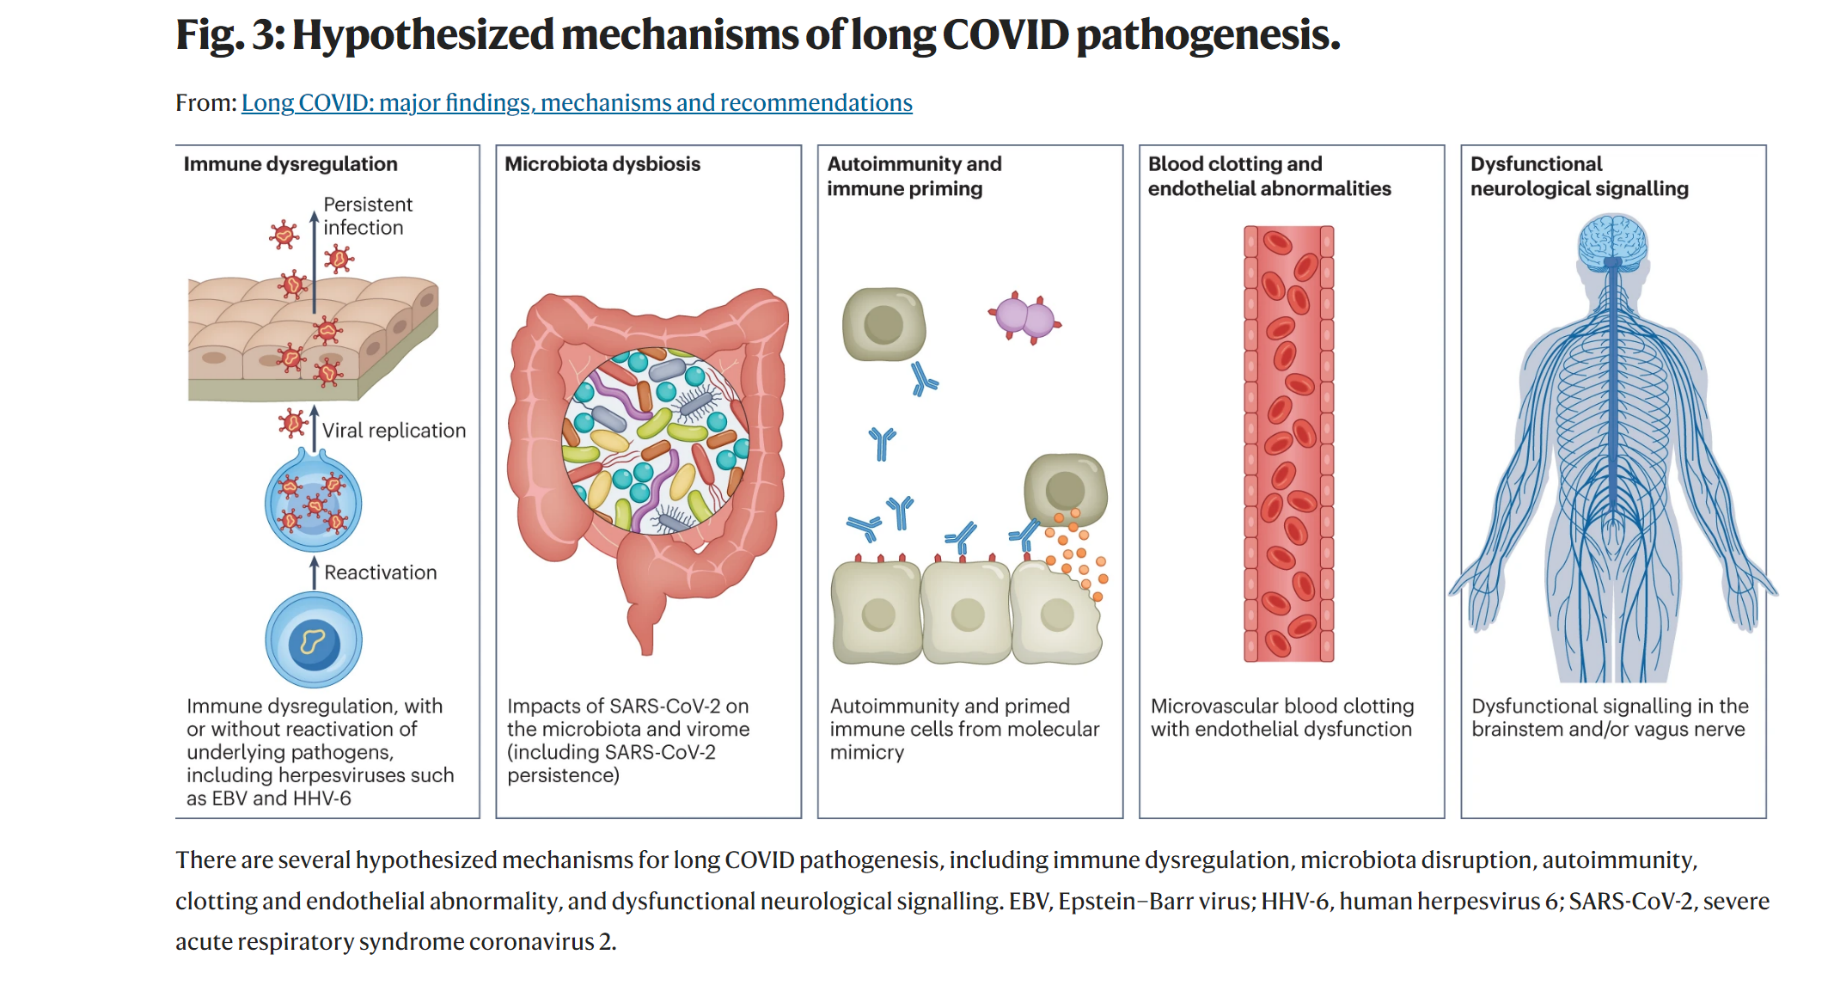 Fig. 3: Hypothesized mechanisms of long COVID pathogenesis.
From: Long COVID: major findings, mechanisms and recommendations
Immune dysregulation
Persistent
infection
Viral replication
Reactivation
Immune dysregulation, with
or without reactivation of
underlying pathogens,
including herpesviruses such
as EBV and HHV-6
Microbiota dysbiosis
Impacts of SARS-CoV-2 on
the microbiota and virome
(including SARS-CoV-2
persistence)
Autoimmunity and
immune priming
Autoimmunity and primed
immune cells from molecular
mimicry
Blood clotting and
endothelial abnormalities
Microvascular blood clotting
with endothelial dysfunction
Dysfunctional
neurological signalling
Dysfunctional signalling in the
brainstem and/or vagus nerve
There are several hypothesized mechanisms for long COVID pathogenesis, including immune dysregulation, microbiota disruption, autoimmunity,
clotting and endothelial abnormality, and dysfunctional neurological signalling. EBV, Epstein–Barr virus; HHV-6, human herpesvirus 6; SARS-CoV-2, severe
acute respiratory syndrome coronavirus 2.